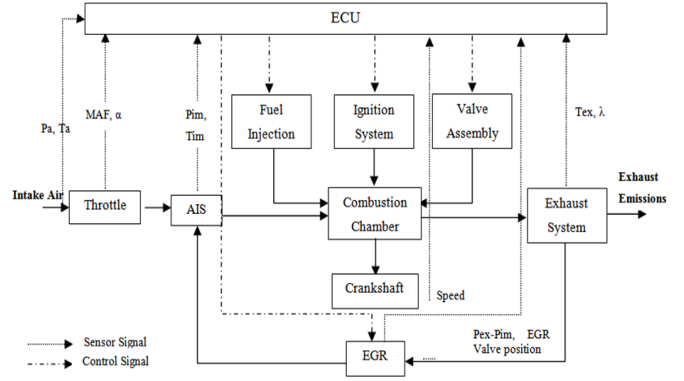 ECU
Pa, Ta
MAF, α
Pim,
Tim
Fuel
Injection
Ignition
System
Valve
Assembly
Tex, λ
Intake Air
Throttle
AIS
Combustion
Chamber
Exhaust
System
Exhaust
Emissions
Crankshaft
Speed
Pex-Pim, EGR
Valve position
EGR
Sensor Signal
Control Signal